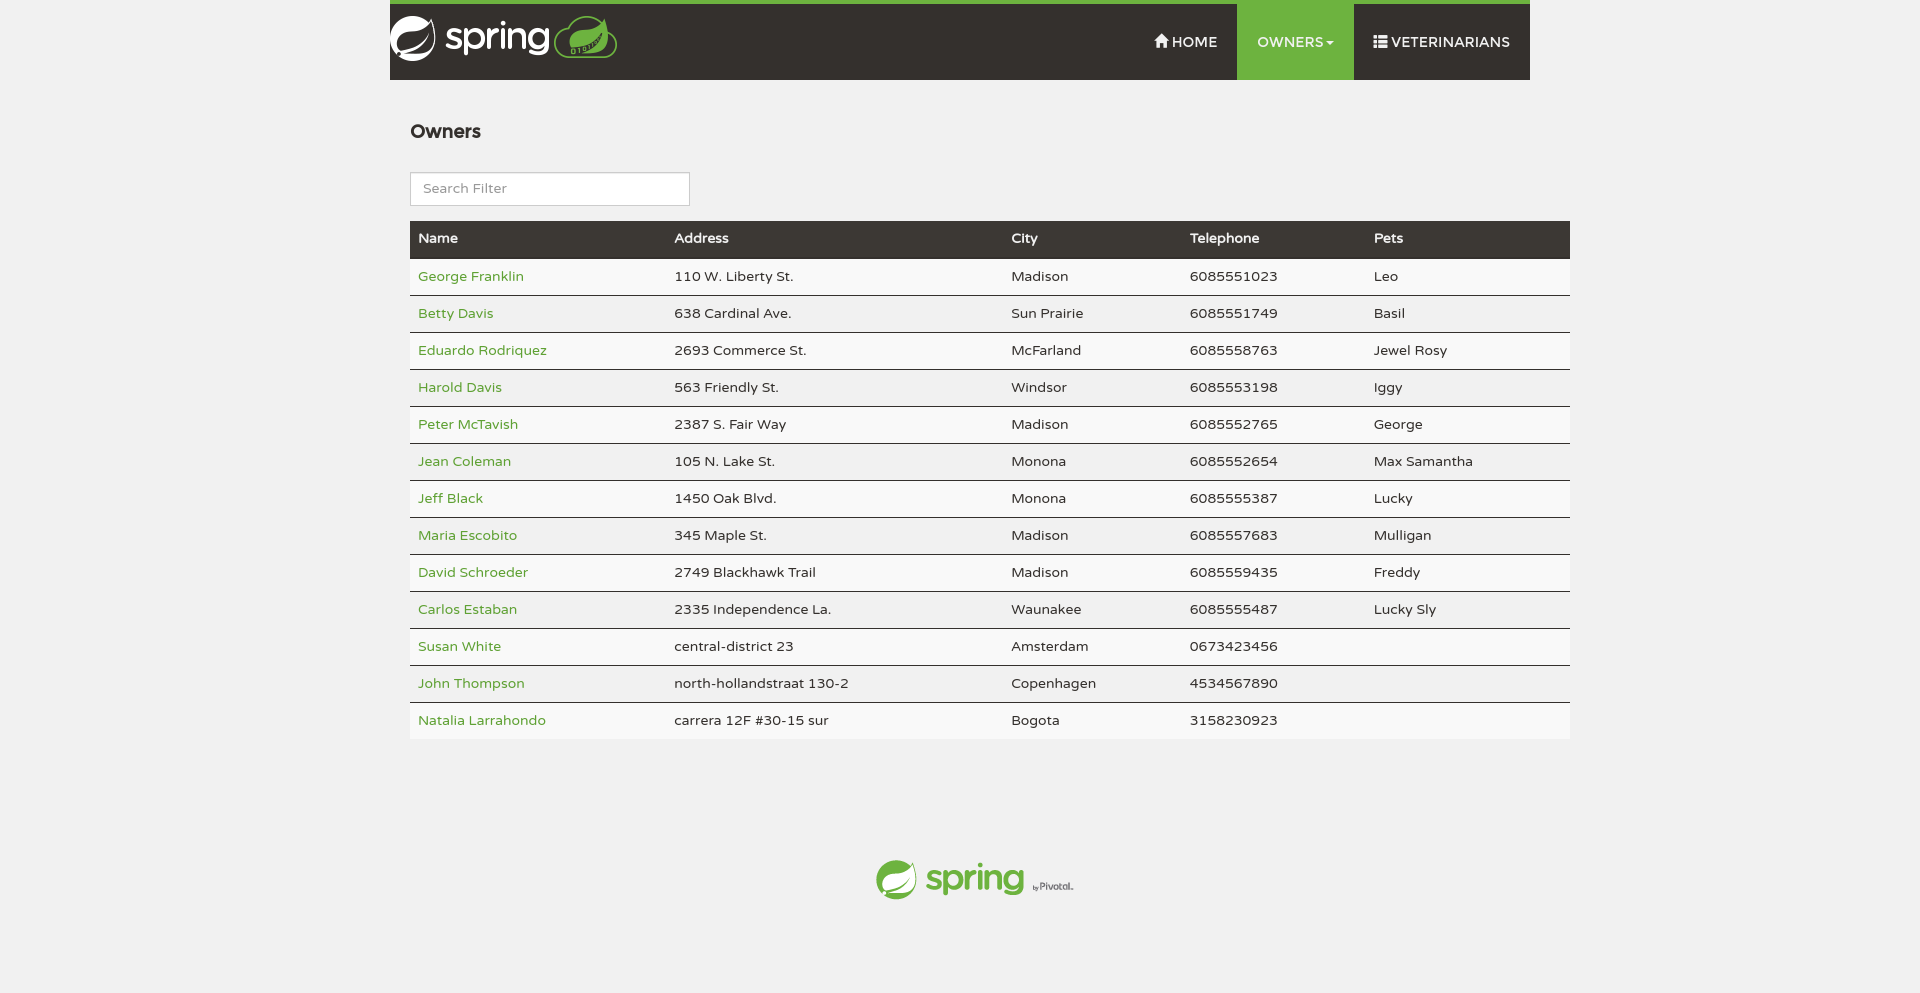 spring
HOME
OWNERS
VETERINARIANS
Owners
Search Filter
Name Address City Telephone Pets
George Franklin 110 W. Liberty St. Madison 6085551023 Leo
Betty Davis 638 Cardinal Ave. Sun Prairie 6085551749 Basil
Eduardo Rodriquez 2693 Commerce St. McFarland 6085558763 Jewel Rosy
Harold Davis 563 Friendly St. Windsor 6085553198 Iggy
Peter McTavish 2387 S. Fair Way Madison 6085552765 George
Jean Coleman 105 N. Lake St. Monona 6085552654 Max Samantha
Jeff Black 1450 Oak Blvd. Monona 6085555387 Lucky
Maria Escobito 345 Maple St. Madison 6085557683 Mulligan
David Schroeder 2749 Blackhawk Trail Madison 6085559435 Freddy
Carlos Estaban 2335 Independence La. Waunakee 6085555487 Lucky Sly
Susan White central-district 23 Amsterdam 0673423456
John Thompson north-hollandstraat 130-2 Copenhagen 4534567890
Natalia Larrahondo carrera 12F #30-15 sur Bogota 3158230923
spring by Pivotal